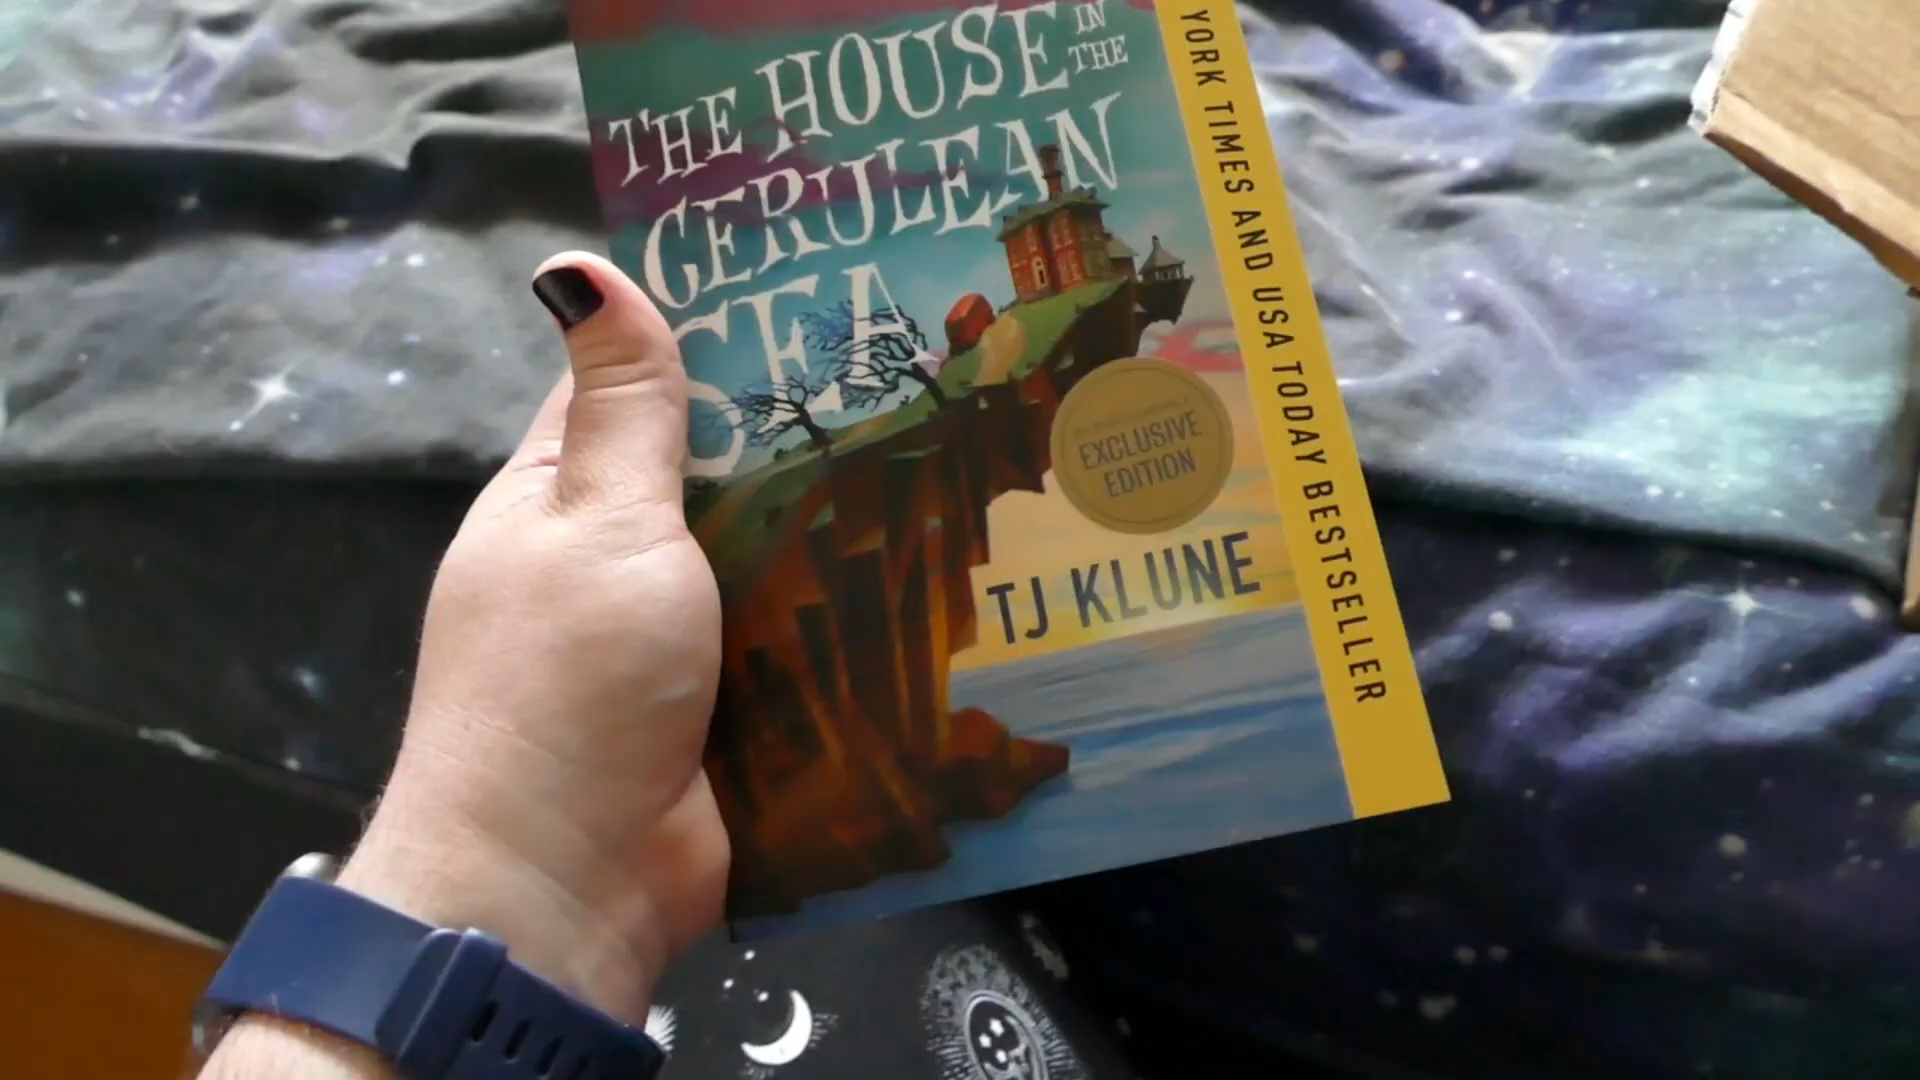 THE HOUSE IN THE
CERULEAN
SEA
EXCLUSIVE
EDITION
TJ KLUNE
YORK TIMES AND USA TODAY BESTSELLER